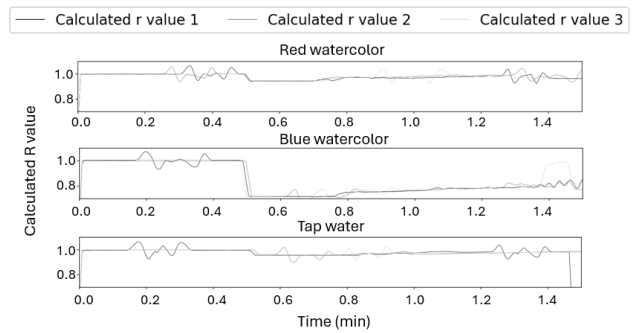 Calculated r value 1 Calculated r value 2 Calculated r value 3
Red watercolor
1.0
0.8
0.0 0.2 0.4 0.6 0.8 1.0 1.2 1.4
Blue watercolor
1.0
0.8
0.0 0.2 0.4 0.6 0.8 1.0 1.2 1.4
Tap water
1.0
0.8
0.0 0.2 0.4 0.6 0.8 1.0 1.2 1.4
Calculated R value
Time (min)